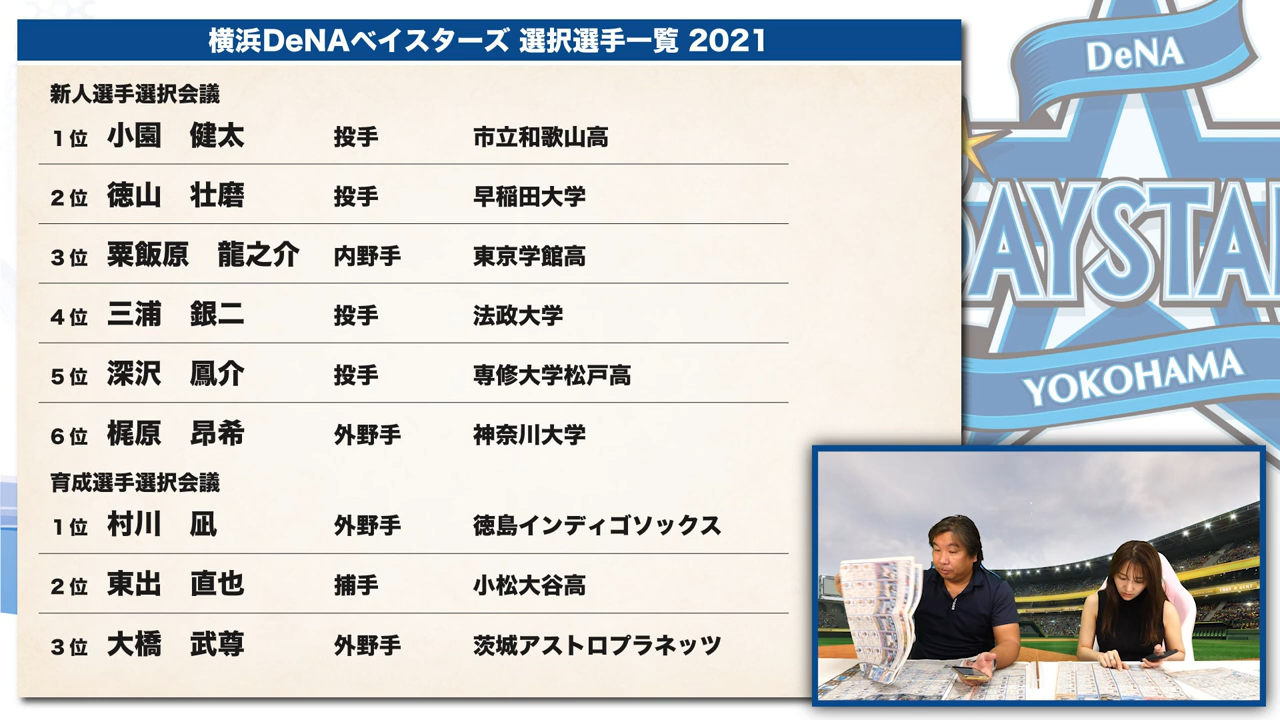 横浜DeNAベイスターズ 選択選手一覧 2021
新人選手選択会議
1位 小園 健太 投手 市立和歌山高
2位 徳山 壮磨 投手 早稲田大学
3位 粟飯原 龍之介 内野手 東京学館高
4位 三浦 銀二 投手 法政大学
5位 深沢 鳳介 投手 専修大学松戸高
6位 梶原 昂希 外野手 神奈川大学
育成選手選択会議
1位 村川 凪 外野手 徳島インディゴソックス
2位 東出 直也 捕手 小松大谷高
3位 大橋 武尊 外野手 茨城アストロプラネッツ
DeNA
AYSTA
YOKOHAMA